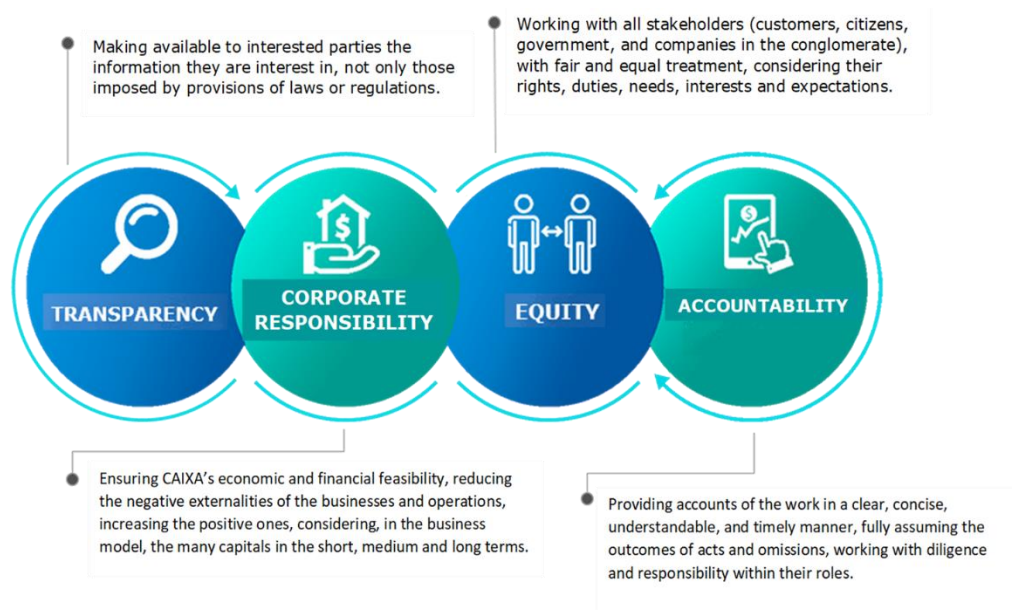 Making available to interested parties the
information they are interest in, not only those
imposed by provisions of laws or regulations.
Working with all stakeholders (customers, citizens,
government, and companies in the conglomerate),
with fair and equal treatment, considering their
rights, duties, needs, interests and expectations.
TRANSPARENCY
CORPORATE
RESPONSIBILITY
EQUITY
ACCOUNTABILITY
Ensuring CAIXA's economic and financial feasibility, reducing
the negative externalities of the businesses and operations,
increasing the positive ones, considering, in the business
model, the many capitals in the short, medium and long terms.
Providing accounts of the work in a clear, concise,
understandable, and timely manner, fully assuming the
outcomes of acts and omissions, working with diligence
and responsibility within their roles.